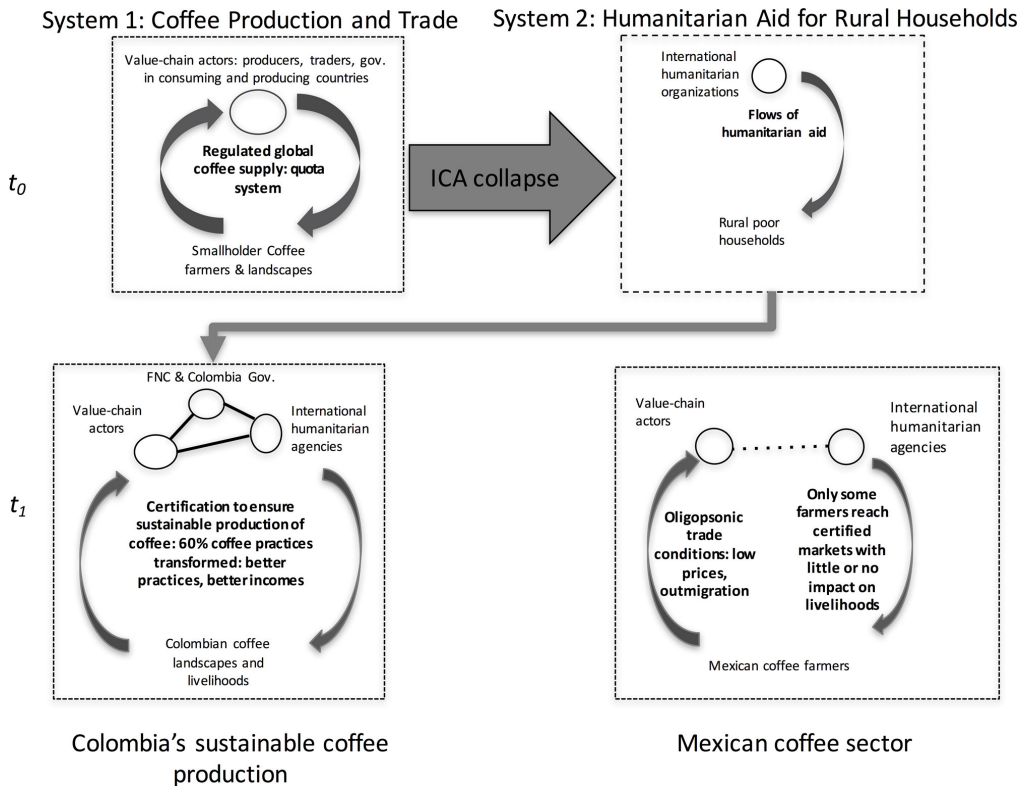 System 1: Coffee Production and Trade
System 2: Humanitarian Aid for Rural Households
Value-chain actors: producers, traders, gov.
in consuming and producing countries
Regulated global
coffee supply: quota
system
Smallholder Coffee
farmers & landscapes
t0
ICA collapse
International
humanitarian
organizations
Flows of
humanitarian aid
Rural poor
households
t1
FNC & Colombia Gov.
Value-chain
actors
International
humanitarian
agencies
Certification to ensure
sustainable production of
coffee: 60% coffee practices
transformed: better
practices, better incomes
Colombian coffee
landscapes and
livelihoods
Colombia's sustainable coffee
production
Value-chain
actors
International
humanitarian
agencies
Oligopsonic
trade
conditions: low
prices,
outmigration
Only some
farmers reach
certified
markets with
little or no
impact on
livelihoods
Mexican coffee farmers
Mexican coffee sector